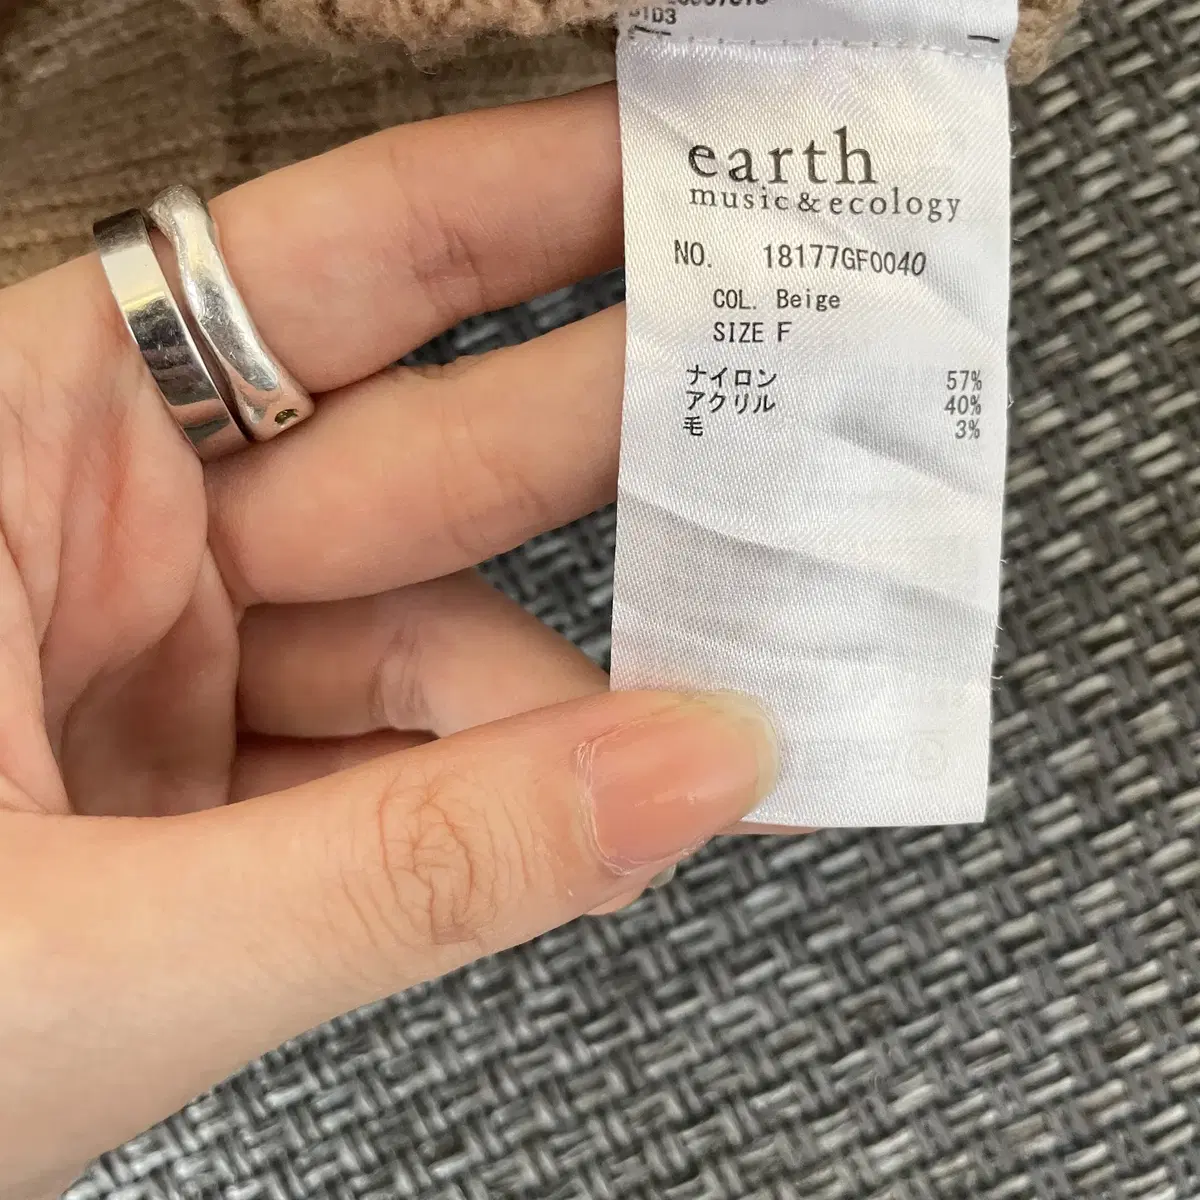 B1D3
earth
music&ecology
NO. 18177GF0040
COL. Beige
SIZE F
ナイロン 57%
アクリル 40%
毛 3%